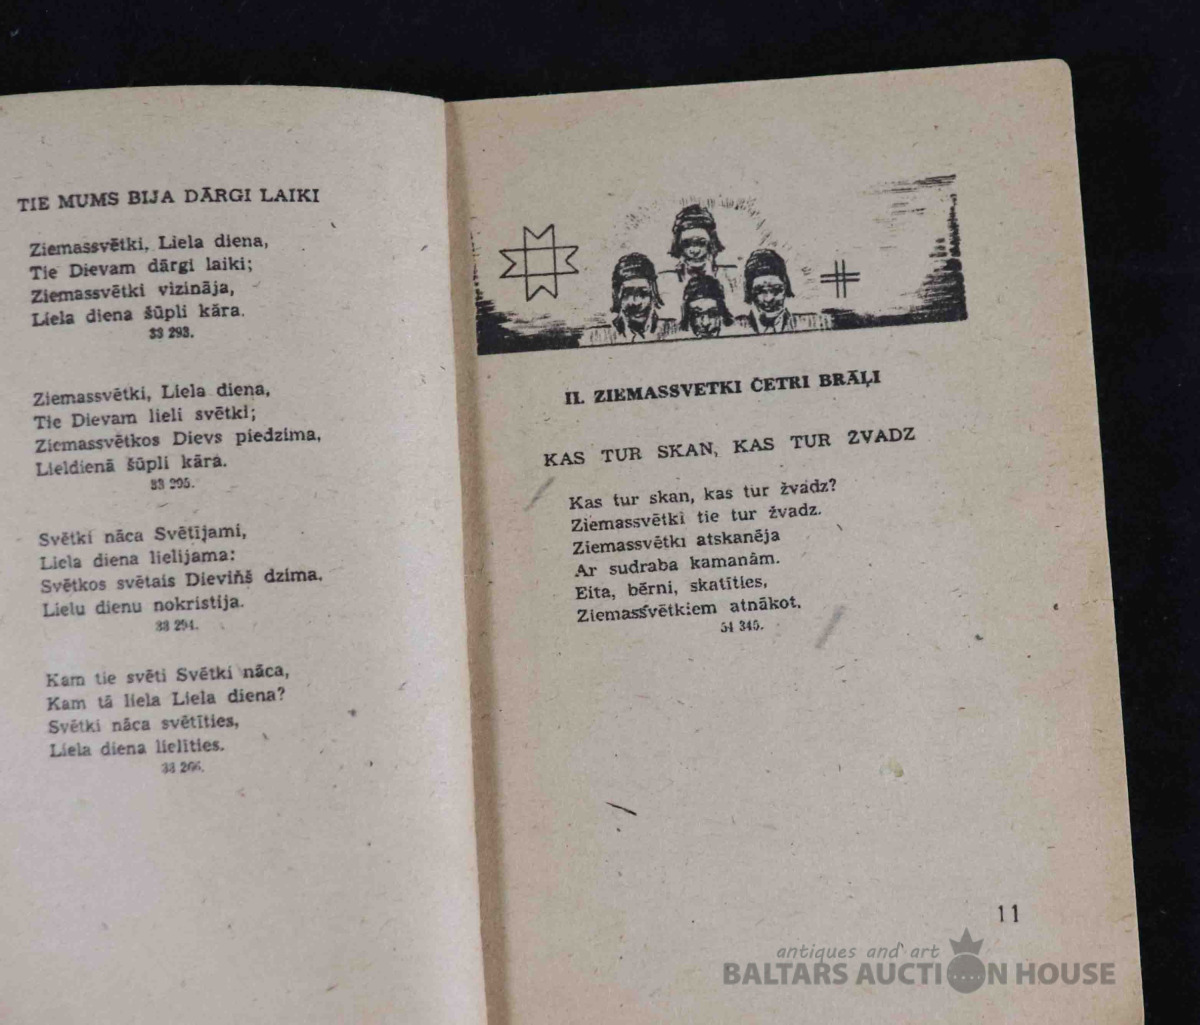 TIE MUMS BIJA DĀRGI LAIKI
Ziemassvētki, Liela diena,
Tie Dievam dārgi laiki;
Ziemassvētki vizināja,
Liela diena šūpli kāra.
33 293.
Ziemassvētki, Liela diena,
Tie Dievam lieli svētki;
Ziemassvētkos Dievs piedzima,
Lieldienā šūpli kāra.
33 295.
Svētki nāca Svētījami,
Liela diena lielijama:
Svētkos svētais Dieviņš dzima,
Lielu dienu nokristija.
33 294.
Kam tie svēti Svētki nāca,
Kam tā liela Liela diena?
Svētki nāca svētīties,
Liela diena lielīties.
33 266.
II. ZIEMASSVETKI ČETRI BRĀĻI
KAS TUR SKAN, KAS TUR ŽVADZ
Kas tur skan, kas tur žvadz?
Ziemassvētki tie tur žvadz.
Ziemassvētki atskanēja
Ar sudraba kamanām.
Eita, bērni, skatīties,
Ziemassvētkiem atnākot.
54 345.
11
antiques and art
BALTARS AUCTION HOUSE